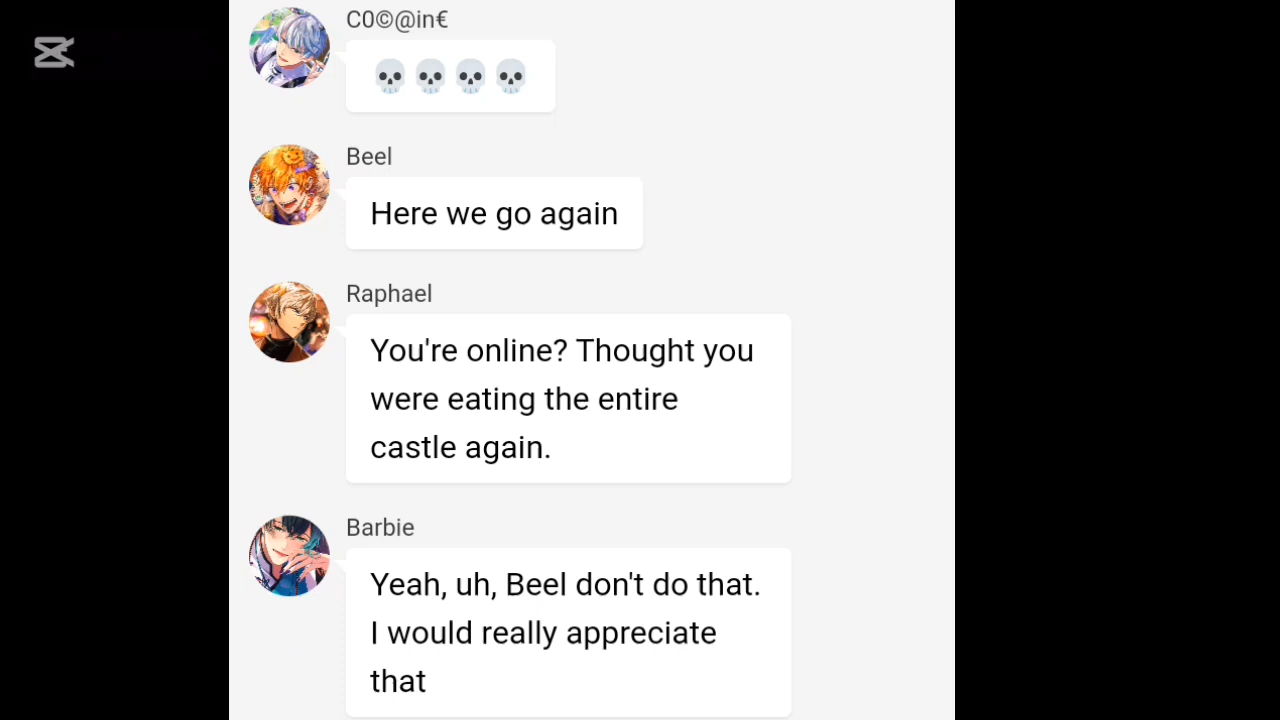 C0©@in€
💀💀💀💀
Beel
Here we go again
Raphael
You're online? Thought you
were eating the entire
castle again.
Barbie
Yeah, uh, Beel don't do that.
I would really appreciate
that